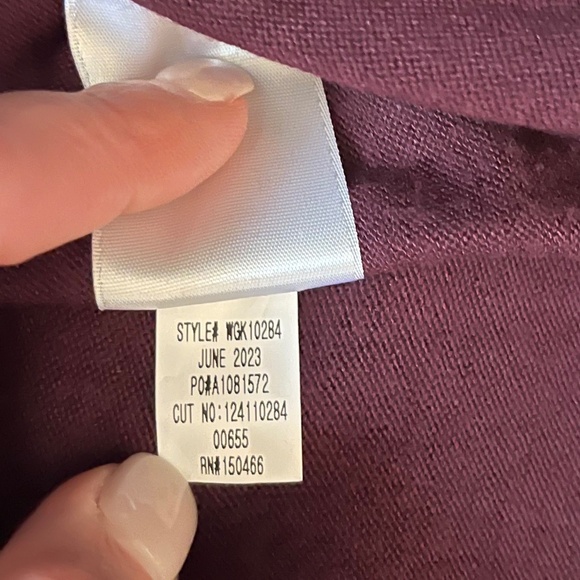 STYLE# WGK10284
JUNE 2023
PO#A1081572
CUT NO:124110284
00655
RN#150466